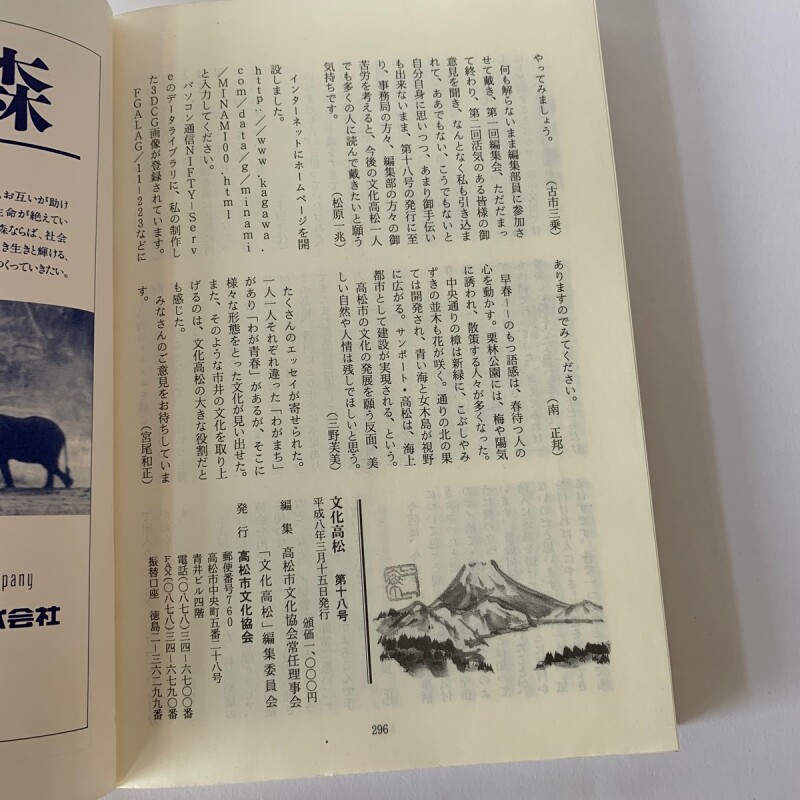 やってみましょう。
（古市三乗）
何も解らないまま編集部員に参加さ
せて戴き、第一回編集会、ただだまっ
て終わり、第二回活気のある皆様の御
意見を聞き、なんとなく私も引き込ま
れて、ああでもない、こうでもないと
自分自身に思いつつ、あまり御手伝い
も出来ないまま、第十八号の発行に至
り、事務局の方々、編集部の方々の御
苦労を考えると、今後の文化高松一人
でも多くの人に読んで戴きたいと願う
気持ちです。
（松原一兆）
インターネットにホームページを開
設しました。
http://www.kagawa.
com/data/g/minami
/MINAMI00.html
と入力してください。
パソコン通信NIFTY−Serv
eのデータライブラリに、私の制作し
た3DCG画像が登録されています。
FGALAG/11−223などに
ありますのでみてください。
（南　正邦）
早春――のもつ語感は、春待つ人の
心を動かす。栗林公園には、梅や陽気
に誘われ、散策する人々が多くなった。
中央通りの樟は新緑に、こぶしやみ
ずきの並木も花が咲く。通りの北の果
ては開発され、青い海と女木島が視野
に広がる。サンポート・高松は、海上
都市として建設が実現される、という。
高松市の文化の発展を願う反面、美
しい自然や人情は残しでほしいと思う。
（三野芙美）
たくさんのエッセイが寄せられた。
一人一人それぞれ違った「わがまち」
があり「わが青春」があるが、そこに
様々な形態をとった文化が見い出せた。
また、そのような市井の文化を取り上
げるのは、文化高松の大きな役割だと
も感じた。
みなさんのご意見をお待ちしていま
す。
（宮尾和正）
文化高松　第十八号
平成八年三月十五日発行
頒価一、〇〇〇円
編集　高松市文化協会常任理事会
「文化高松」編集委員会
発行　高松市文化協会
郵便番号760
高松市中央町五番二十八号
青井ビル四階
電話(〇八七八)三四－六七〇〇番
FAX(〇八七八)三四－六七九〇番
振替口座　徳島二－三六二九九番
296
森
お互いが助け
生命が絶えてい
森ならば、社会
き生きと輝ける、
つくっていきたい。
mpany
式会社